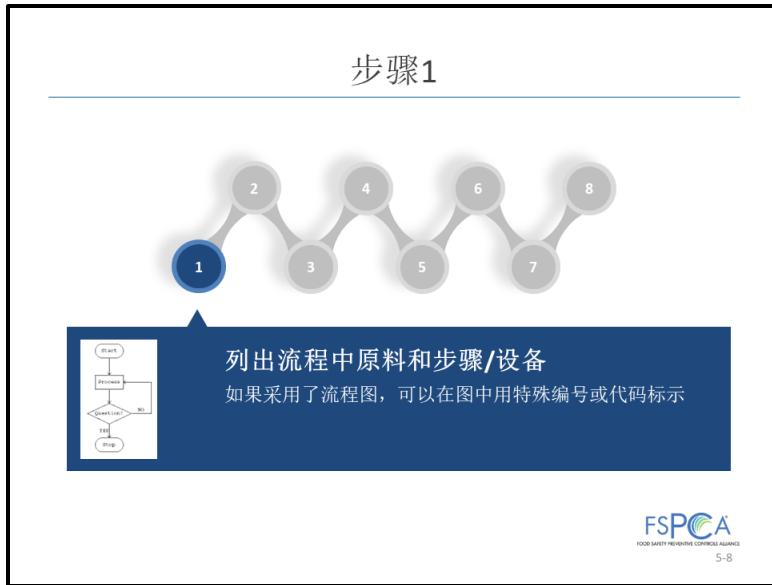 步骤1
2
4
6
8
1
3
5
7
Start
Process
Question?
NO
YES
Stop
列出流程中原料和步骤/设备
如果采用了流程图，可以在图中用特殊编号或代码标示
FSPCA
FOOD SAFETY PREVENTIVE CONTROLS ALLIANCE
5-8